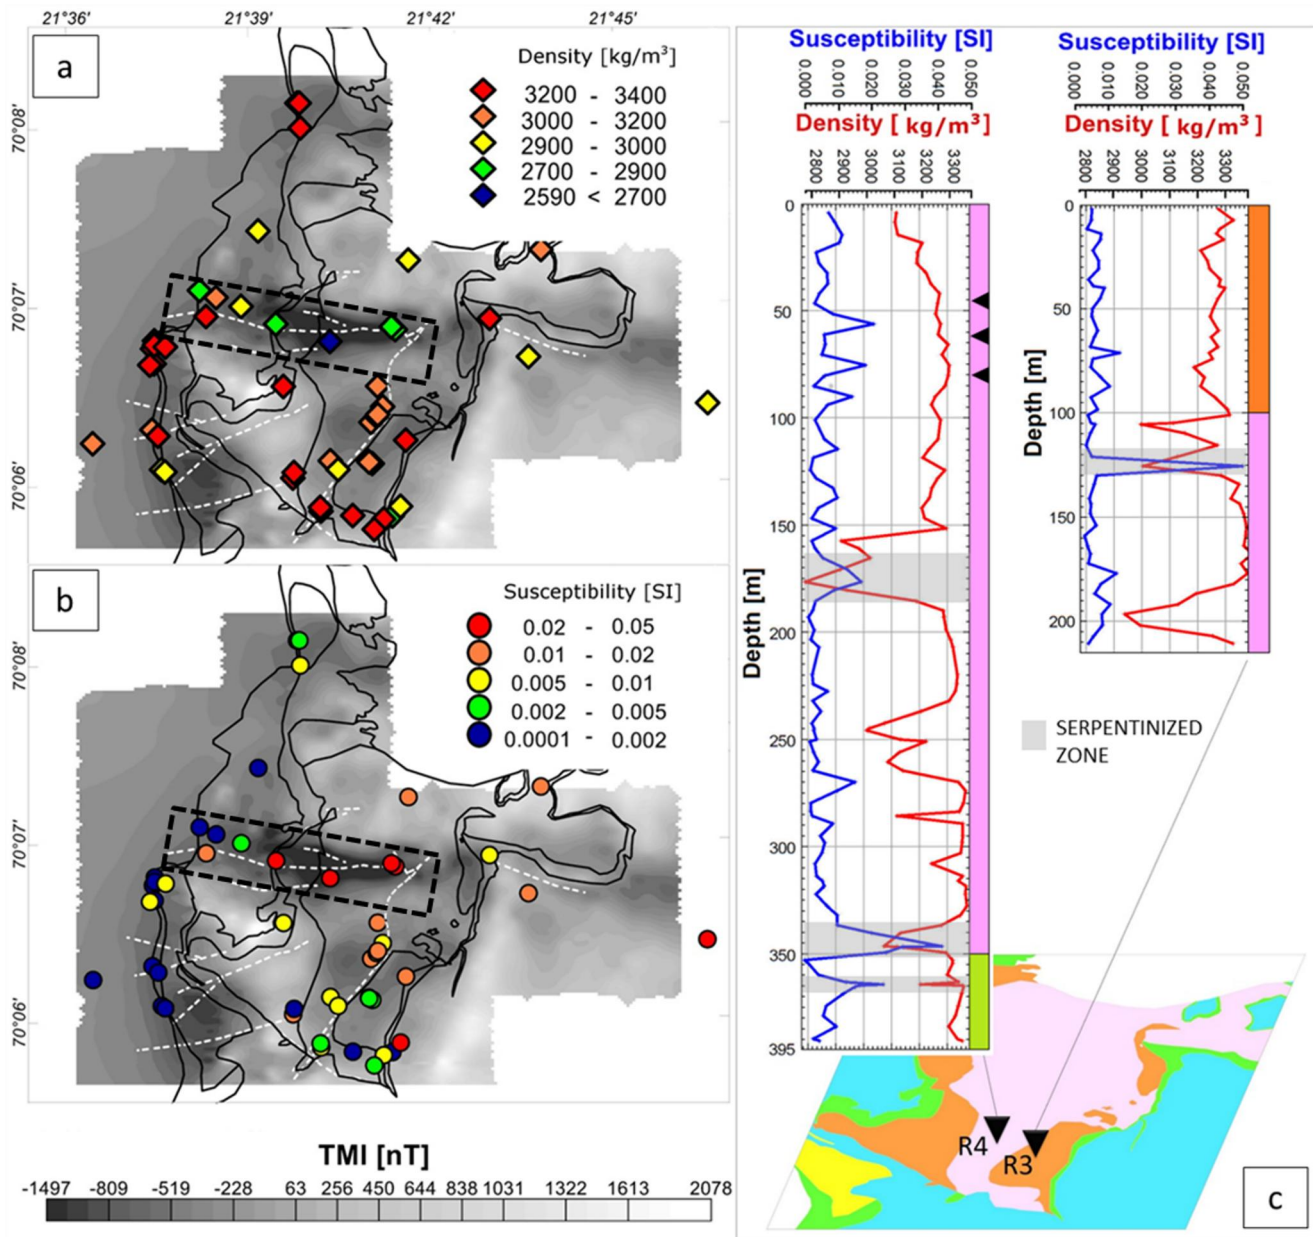 21°36' 21°39' 21°42' 21°45'
a
Density [kg/m³]
3200 - 3400
3000 - 3200
2900 - 3000
2700 - 2900
2590 < 2700
70°08'
70°07'
70°06'
b
Susceptibility [SI]
0.02 - 0.05
0.01 - 0.02
0.005 - 0.01
0.002 - 0.005
0.0001 - 0.002
70°08'
70°07'
70°06'
TMI [nT]
-1497 -809 -519 -228 63 256 450 644 838 1031 1322 1613 2078
Susceptibility [SI]
0.000 0.010 0.020 0.030 0.040 0.050
Density [ kg/m³]
2800 2900 3000 3100 3200 3300
Depth [m]
0
50
100
150
200
250
300
350
395
Susceptibility [SI]
0.000 0.010 0.020 0.030 0.040 0.050
Density [ kg/m³]
2800 2900 3000 3100 3200 3300
Depth [m]
0
50
100
150
200
SERPENTINIZED
ZONE
R4
R3
c